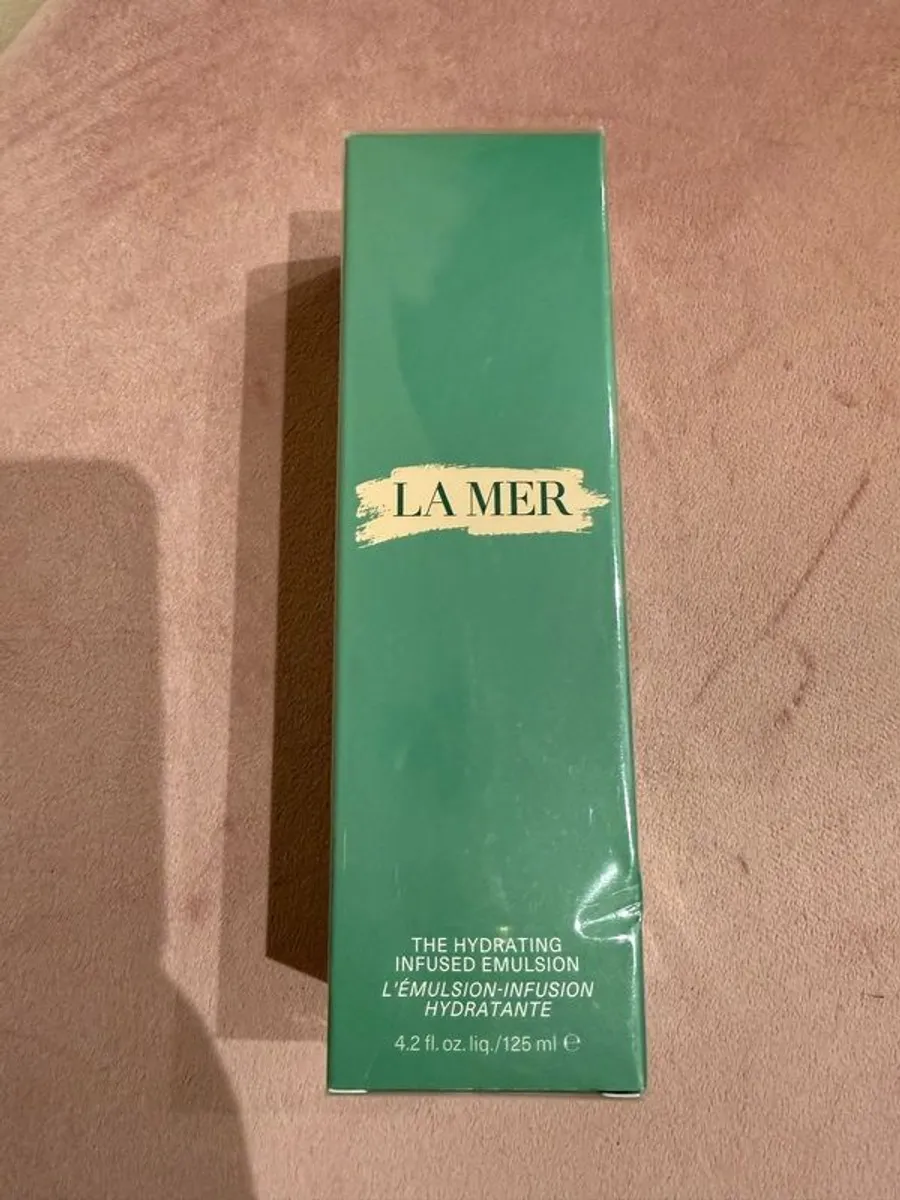 LA MER
THE HYDRATING
INFUSED EMULSION
L'ÉMULSION-INFUSION
HYDRATANTE
4.2 fl. oz. liq./125 ml ℮